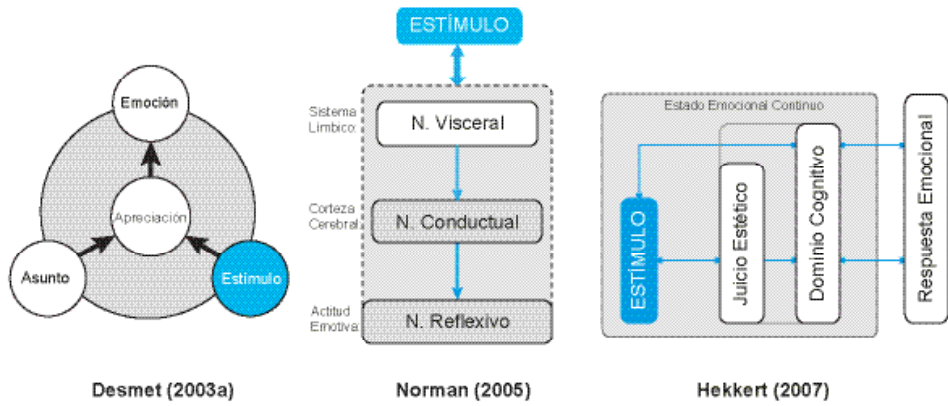 Emoción
Apreciación
Asunto
Estímulo
Desmet (2003a)
ESTÍMULO
Sistema
Límbico:
N. Visceral
Corteza
Cerebral:
N. Conductual
Actitud
Emotiva:
N. Reflexivo
Norman (2005)
Estado Emocional Continuo
ESTÍMULO
Juicio Estético
Dominio Cognitivo
Respuesta Emocional
Hekkert (2007)